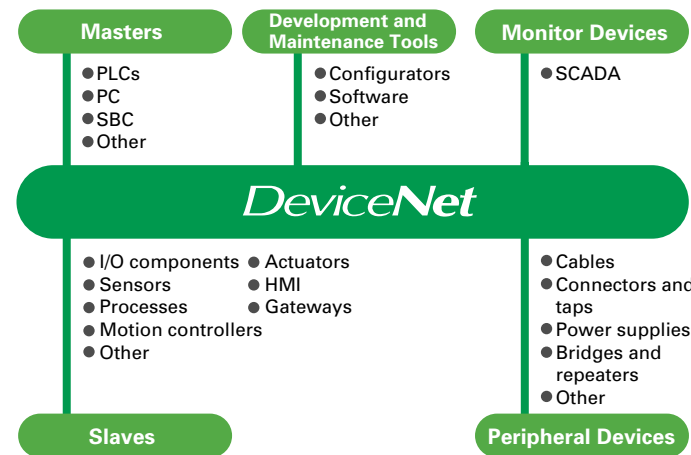 Masters
● PLCs
● PC
● SBC
● Other
Development and
Maintenance Tools
● Configurators
● Software
● Other
Monitor Devices
● SCADA
DeviceNet
● I/O components
● Sensors
● Processes
● Motion controllers
● Other
● Actuators
● HMI
● Gateways
Slaves
● Cables
● Connectors and
taps
● Power supplies
● Bridges and
repeaters
● Other
Peripheral Devices